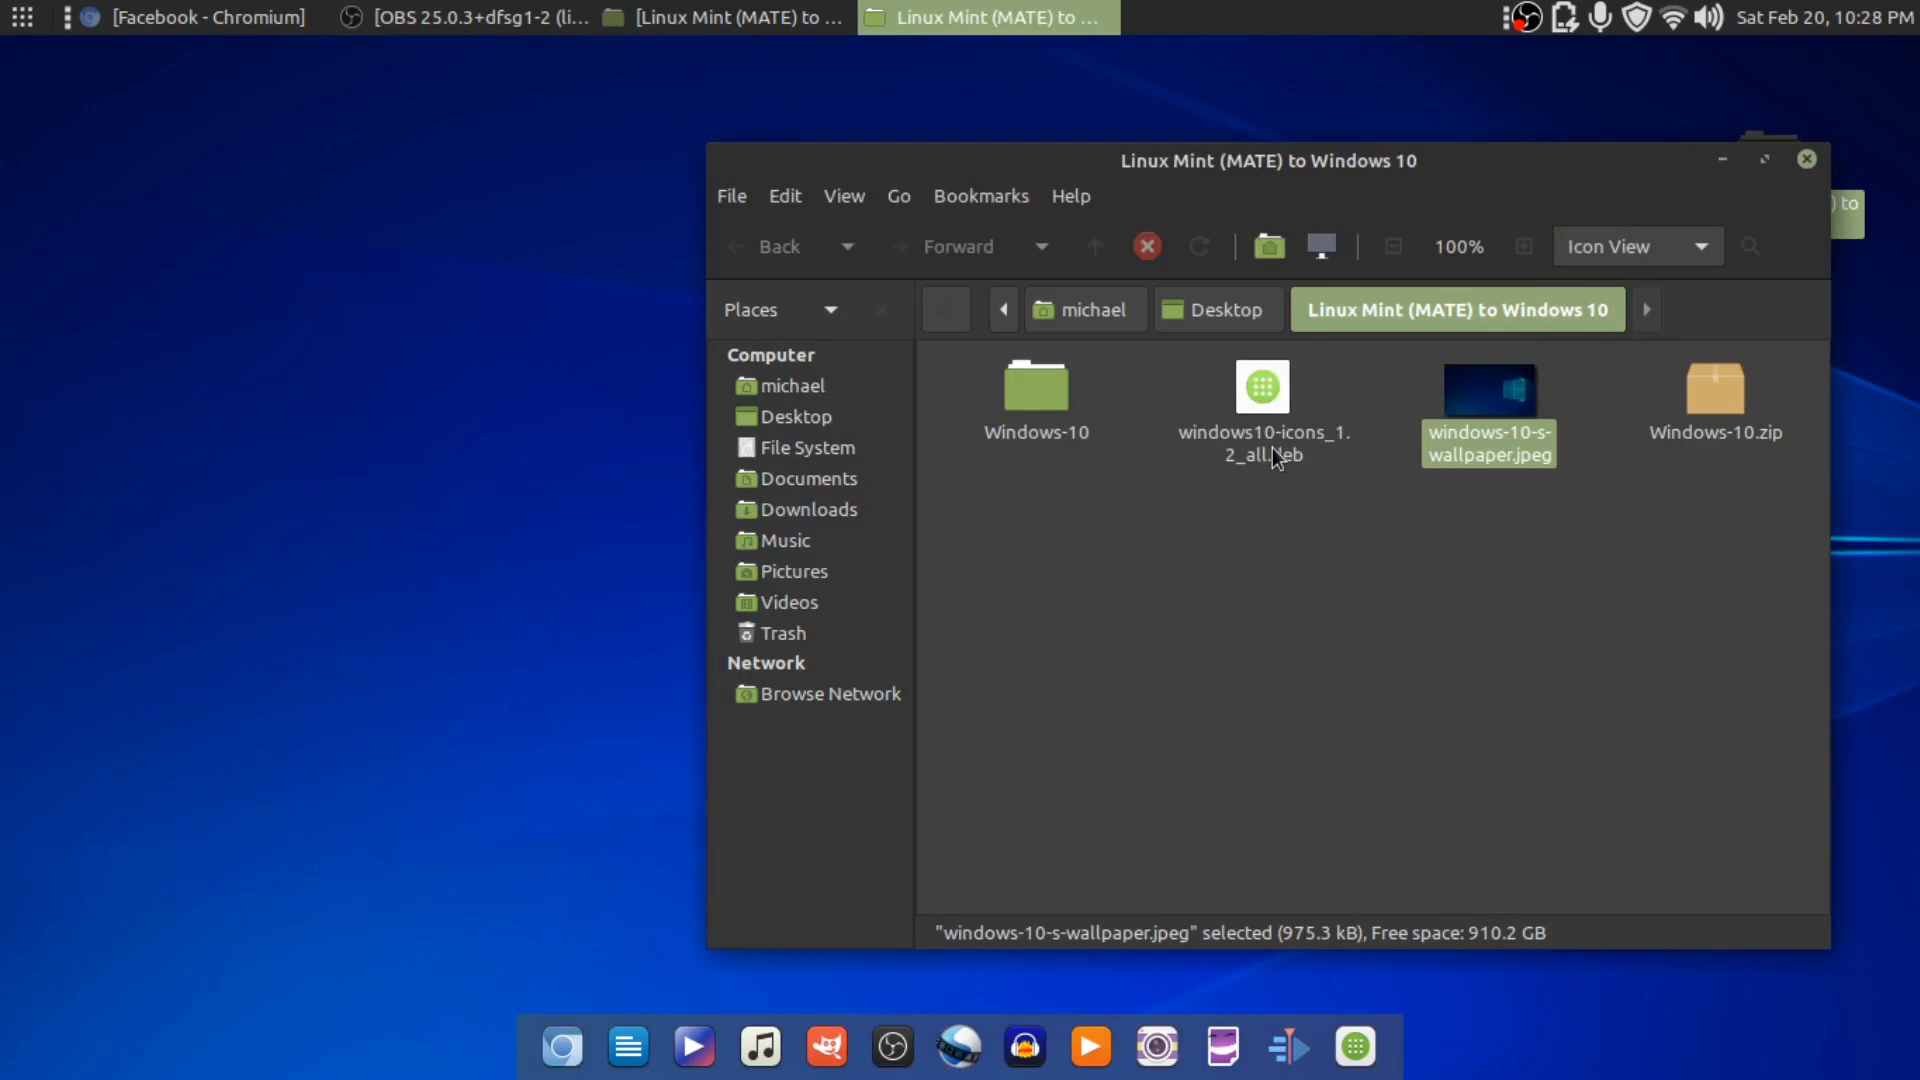 [Facebook - Chromium]
[OBS 25.0.3+dfsg1-2 (li...
[Linux Mint (MATE) to ...
Linux Mint (MATE) to ...
Sat Feb 20, 10:28 PM
) to
Linux Mint (MATE) to Windows 10
File Edit View Go Bookmarks Help
Back Forward 100% Icon View
Places michael Desktop Linux Mint (MATE) to Windows 10
Computer
michael
Desktop
File System
Documents
Downloads
Music
Pictures
Videos
Trash
Network
Browse Network
Windows-10
windows10-icons_1.
2_all.deb
windows-10-s-
wallpaper.jpeg
Windows-10.zip
"windows-10-s-wallpaper.jpeg" selected (975.3 kB), Free space: 910.2 GB